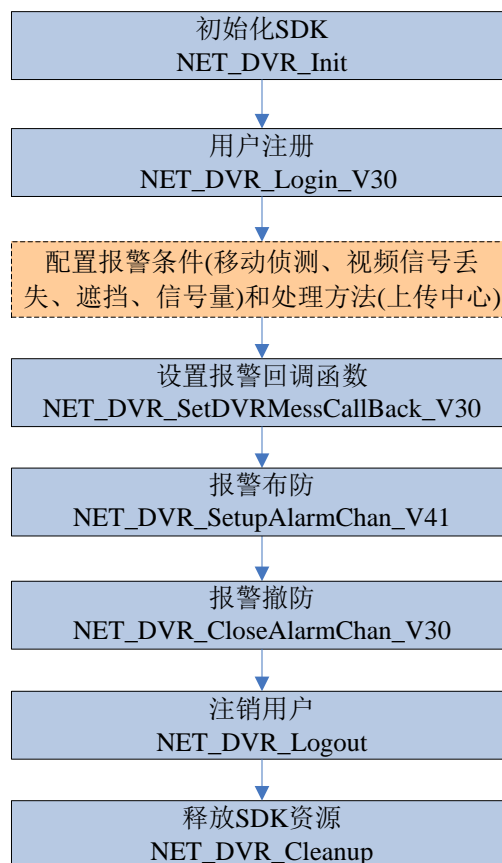 初始化SDK
NET_DVR_Init
用户注册
NET_DVR_Login_V30
配置报警条件(移动侦测、视频信号丢
失、遮挡、信号量)和处理方法(上传中心)
设置报警回调函数
NET_DVR_SetDVRMessCallBack_V30
报警布防
NET_DVR_SetupAlarmChan_V41
报警撤防
NET_DVR_CloseAlarmChan_V30
注销用户
NET_DVR_Logout
释放SDK资源
NET_DVR_Cleanup